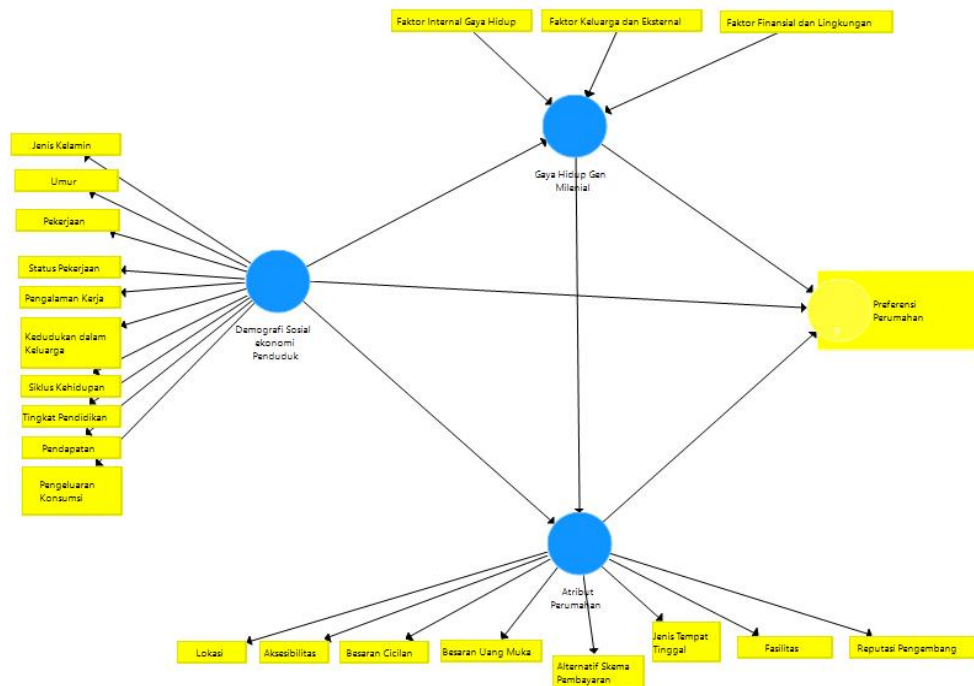 Faktor Internal Gaya Hidup
Faktor Keluarga dan Eksternal
Faktor Finansial dan Lingkungan
Gaya Hidup Gen
Milenial
Jenis Kelamin
Umur
Pekerjaan
Status Pekerjaan
Pengalaman Kerja
Kedudukan dalam
Keluarga
Siklus Kehidupan
Tingkat Pendidikan
Pendapatan
Pengeluaran
Konsumsi
Demografi Sosial
ekonomi
Penduduk
Preferensi
Perumahan
Atribut
Perumahan
Lokasi
Aksesibilitas
Besaran Cicilan
Besaran Uang Muka
Alternatif Skema
Pembayaran
Jenis Tempat
Tinggal
Fasilitas
Reputasi Pengembang